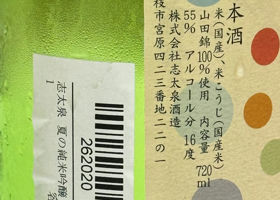 本酒
米(国産)、米こうじ(国産米)
山田錦100%使用 内容量 720ml
55% アルコール分 16度
株式会社志太泉酒造
枝市宮原四二三番地二二の一
262020
志太泉 夏の純米吟醸
1